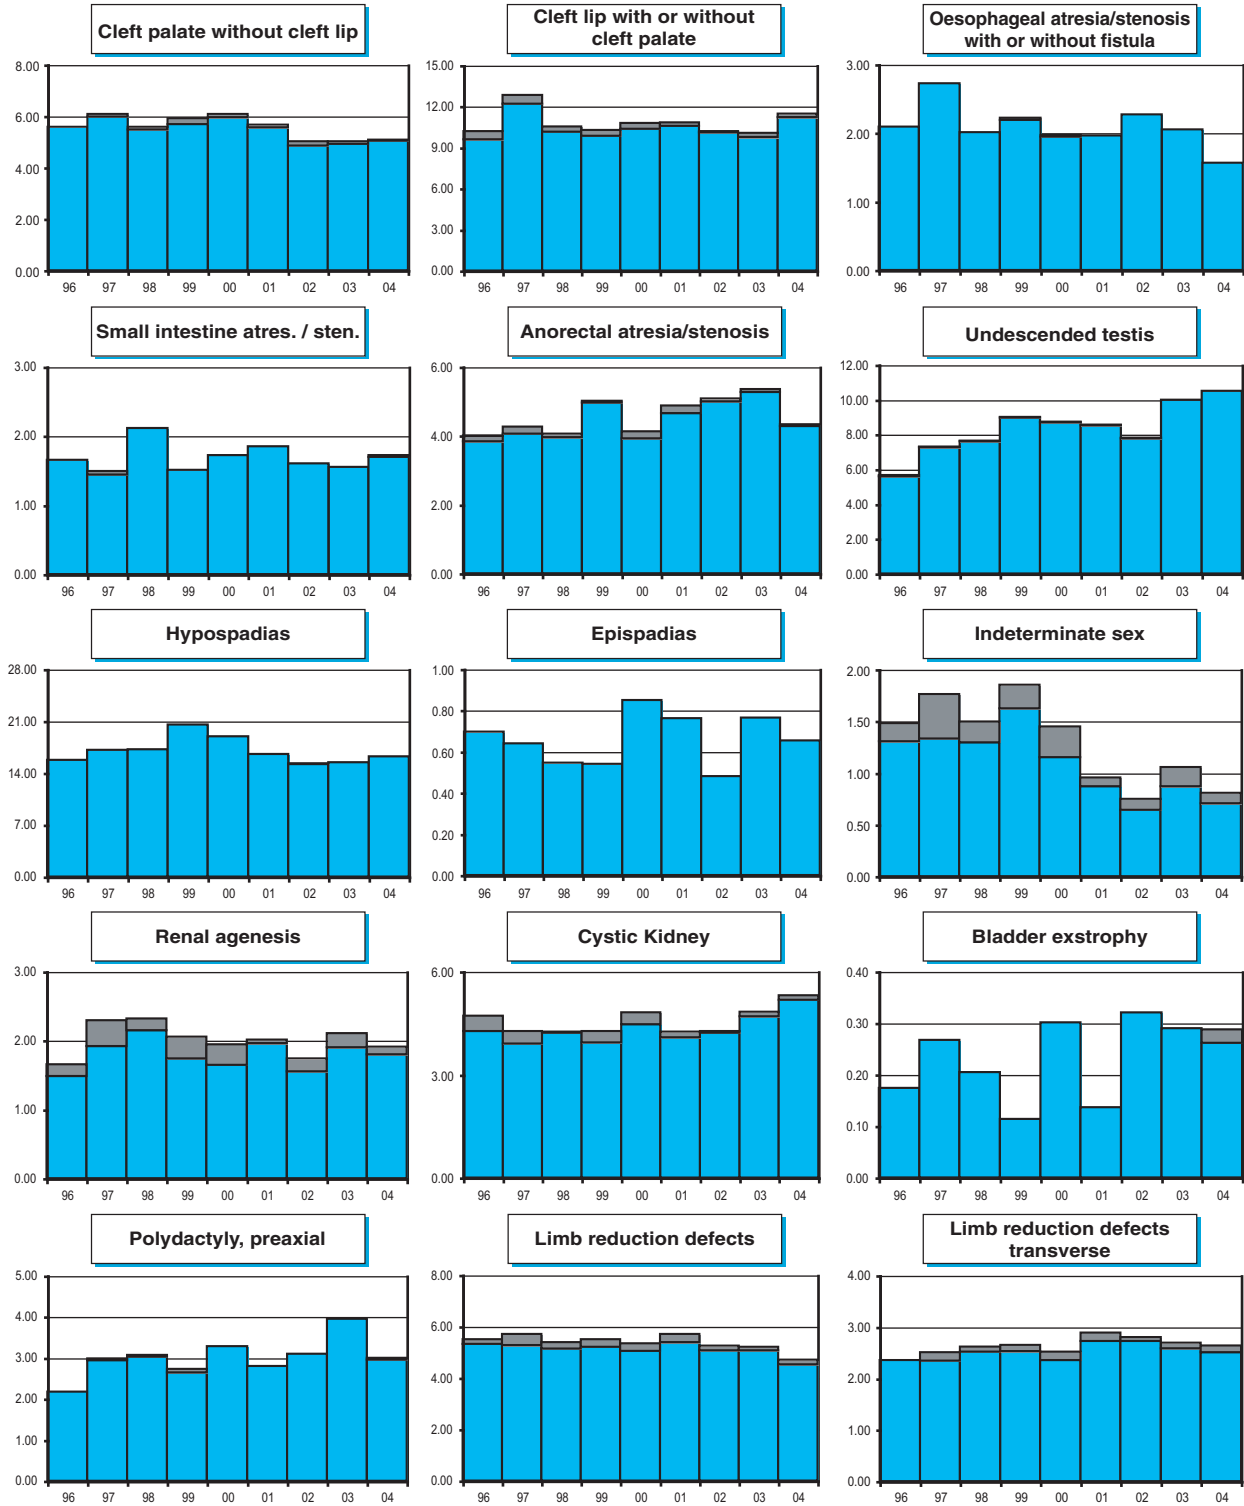 Cleft palate without cleft lip
8.00
6.00
4.00
2.00
0.00
96 97 98 99 00 01 02 03 04
Cleft lip with or without
cleft palate
15.00
12.00
9.00
6.00
3.00
0.00
96 97 98 99 00 01 02 03 04
Oesophageal atresia/stenosis
with or without fistula
3.00
2.00
1.00
0.00
96 97 98 99 00 01 02 03 04
Small intestine atres. / sten.
3.00
2.00
1.00
0.00
96 97 98 99 00 01 02 03 04
Anorectal atresia/stenosis
6.00
4.00
2.00
0.00
96 97 98 99 00 01 02 03 04
Undescended testis
12.00
10.00
8.00
6.00
4.00
2.00
0.00
96 97 98 99 00 01 02 03 04
Hypospadias
28.00
21.00
14.00
7.00
0.00
96 97 98 99 00 01 02 03 04
Epispadias
1.00
0.80
0.60
0.40
0.20
0.00
96 97 98 99 00 01 02 03 04
Indeterminate sex
2.00
1.50
1.00
0.50
0.00
96 97 98 99 00 01 02 03 04
Renal agenesis
3.00
2.00
1.00
0.00
96 97 98 99 00 01 02 03 04
Cystic Kidney
6.00
3.00
0.00
96 97 98 99 00 01 02 03 04
Bladder exstrophy
0.40
0.30
0.20
0.10
0.00
96 97 98 99 00 01 02 03 04
Polydactyly, preaxial
5.00
4.00
3.00
2.00
1.00
0.00
96 97 98 99 00 01 02 03 04
Limb reduction defects
8.00
6.00
4.00
2.00
0.00
96 97 98 99 00 01 02 03 04
Limb reduction defects
transverse
4.00
3.00
2.00
1.00
0.00
96 97 98 99 00 01 02 03 04